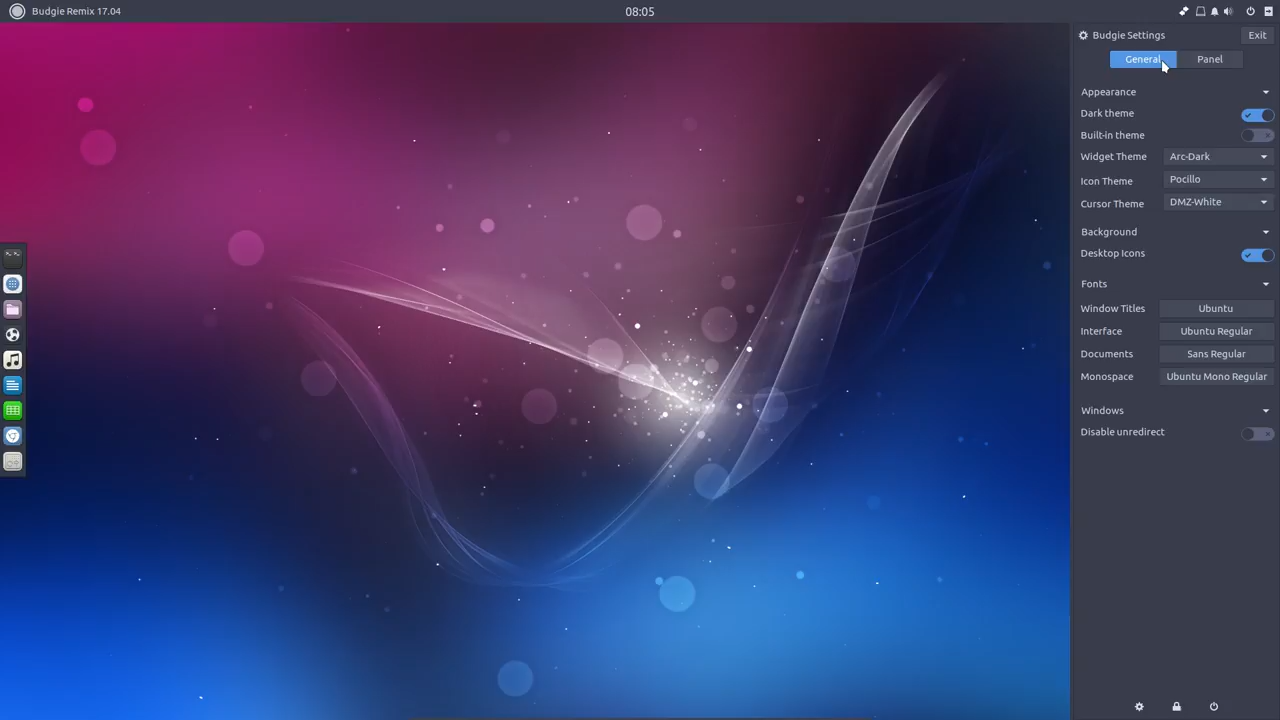 Budgie Remix 17.04
08:05
Budgie Settings
Exit
General
Panel
Appearance
Dark theme
Built-in theme
Widget Theme Arc-Dark
Icon Theme Pocillo
Cursor Theme DMZ-White
Background
Desktop Icons
Fonts
Window Titles Ubuntu
Interface Ubuntu Regular
Documents Sans Regular
Monospace Ubuntu Mono Regular
Windows
Disable unredirect